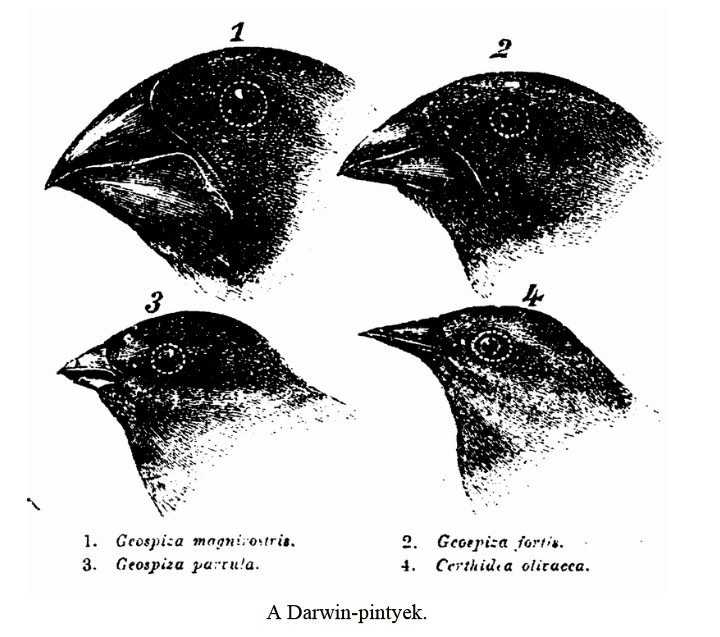 1
2
3
4
1. Geospiza magnirostris.
2. Geospiza fortis.
3. Geospiza parvula.
4. Certhidea olivacea.
A Darwin-pintyek.